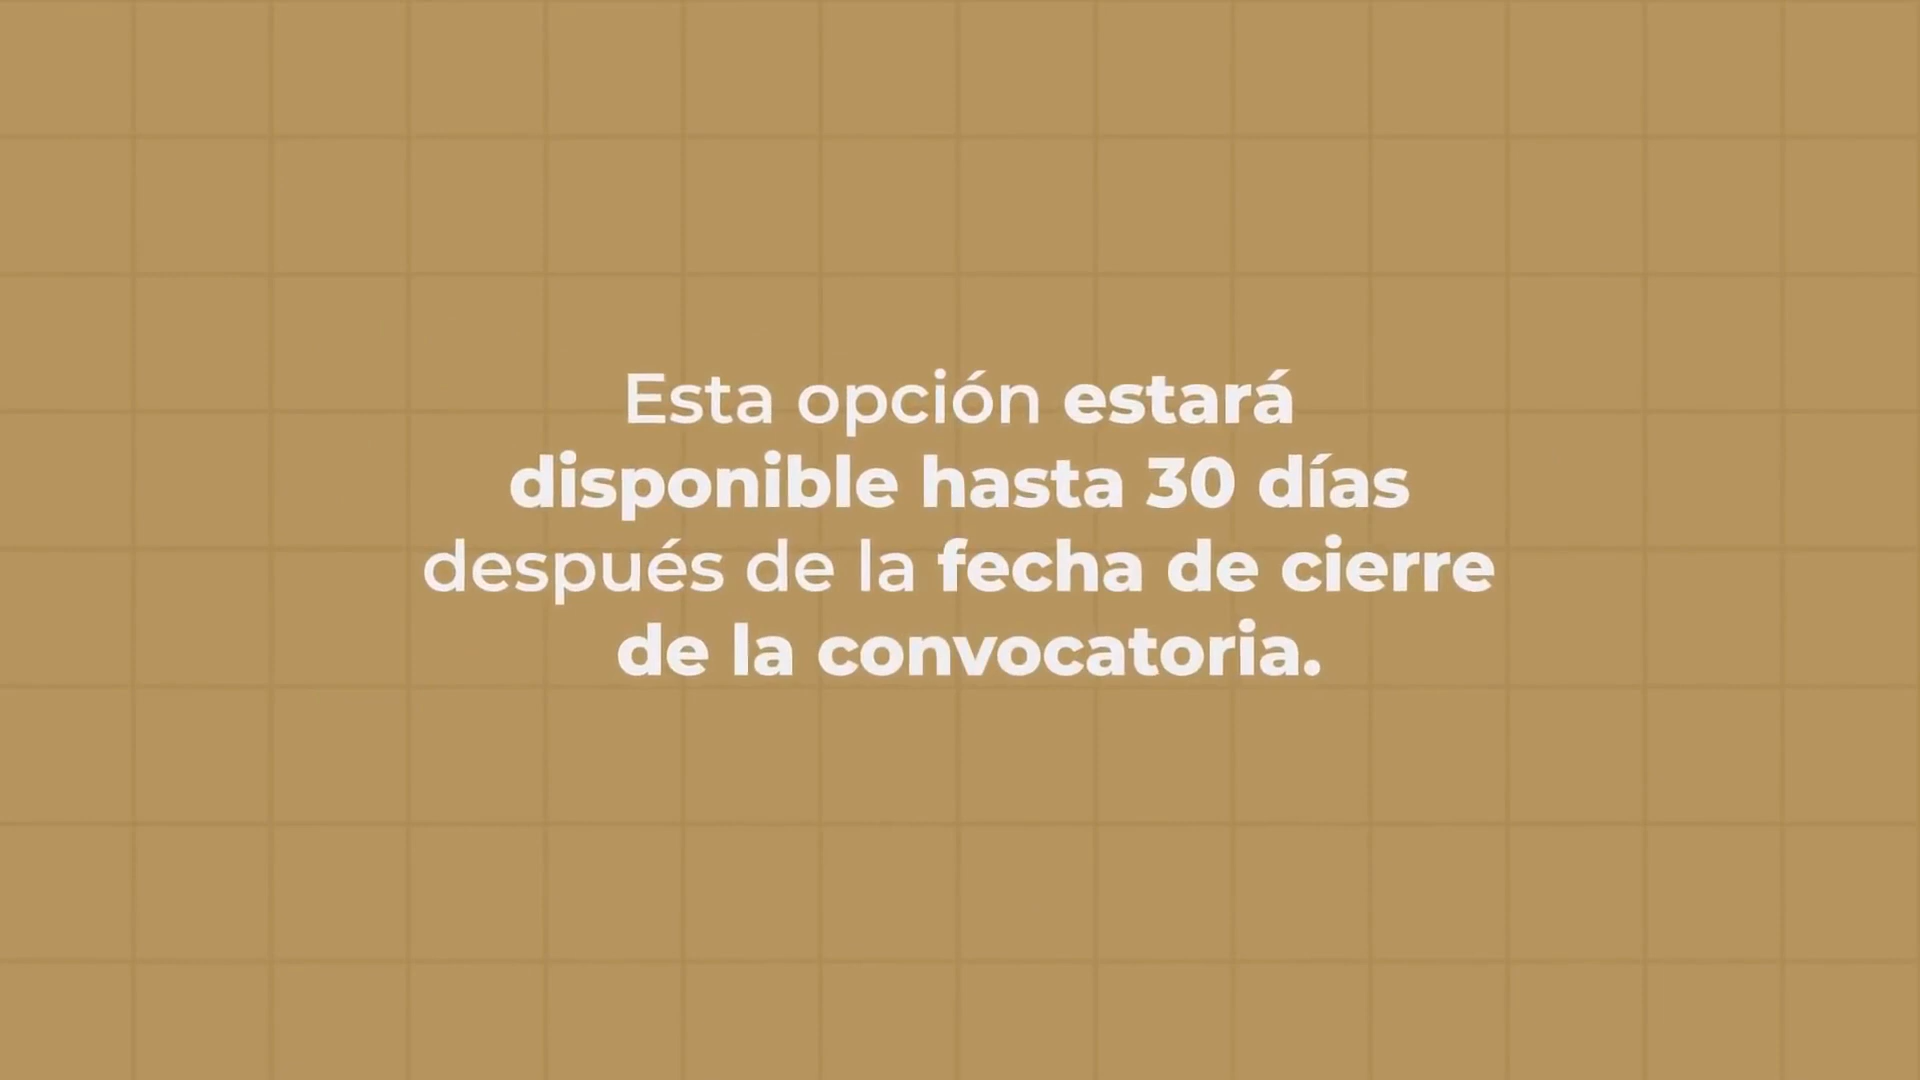 Esta opción estará
disponible hasta 30 días
después de la fecha de cierre
de la convocatoria.